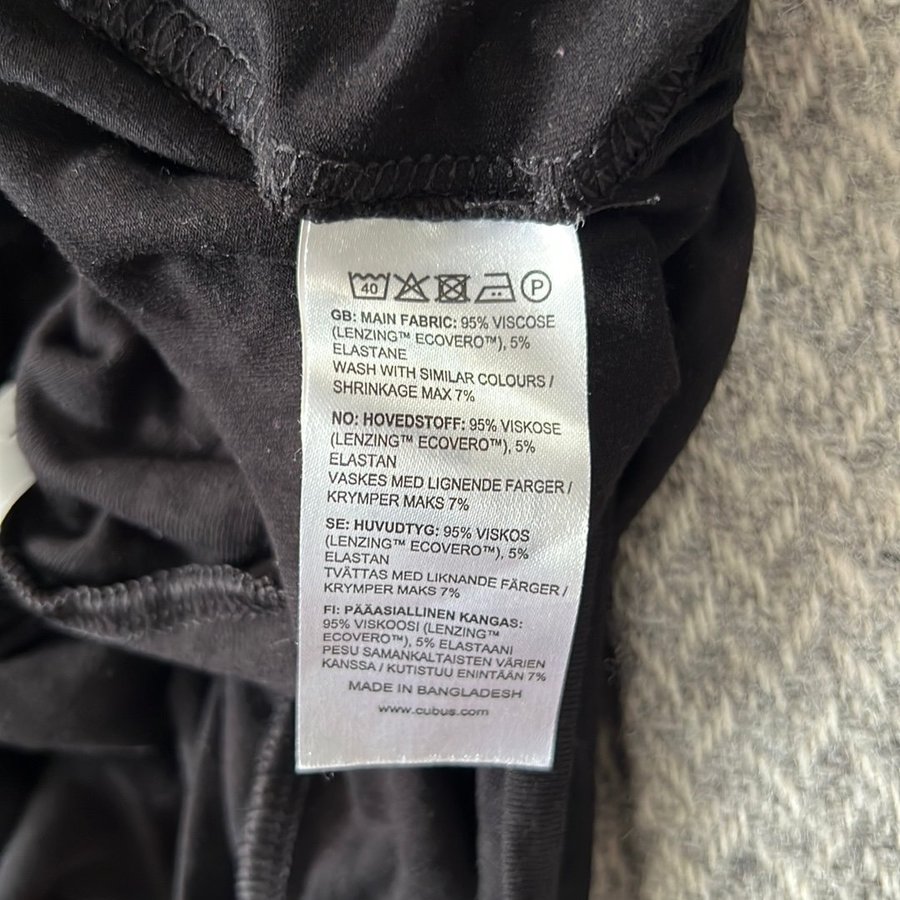 40 P
GB: MAIN FABRIC: 95% VISCOSE
(LENZING™ ECOVERO™), 5%
ELASTANE
WASH WITH SIMILAR COLOURS /
SHRINKAGE MAX 7%
NO: HOVEDSTOFF: 95% VISKOSE
(LENZING™ ECOVERO™), 5%
ELASTAN
VASKES MED LIGNENDE FARGER /
KRYMPER MAKS 7%
SE: HUVUDTYG: 95% VISKOS
(LENZING™ ECOVERO™), 5%
ELASTAN
TVÄTTAS MED LIKNANDE FÄRGER /
KRYMPER MAKS 7%
FI: PÄÄASIALLINEN KANGAS:
95% VISKOOSI (LENZING™
ECOVERO™), 5% ELASTAANI
PESU SAMANKALTAISTEN VÄRIEN
KANSSA / KUTISTUU ENINTÄÄN 7%
MADE IN BANGLADESH
www.cubus.com